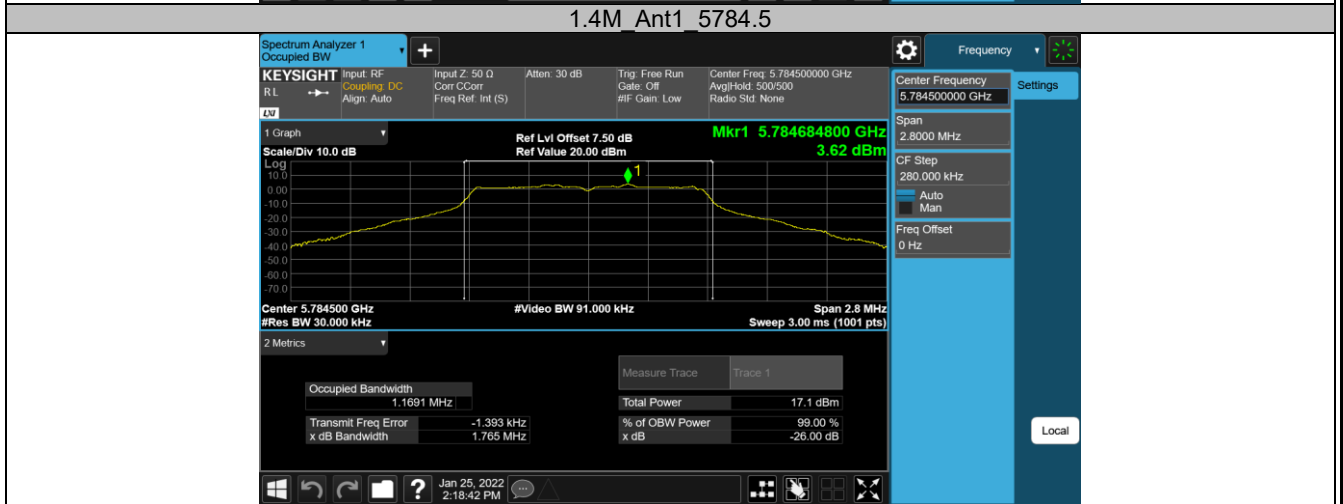 1.4M_Ant1_5784.5
Spectrum Analyzer 1
Occupied BW
+
Frequency
KEYSIGHT
RL
LXI
Input: RF
Coupling: DC
Align: Auto
Input Z: 50 Ω
Corr CCorr
Freq Ref: Int (S)
Atten: 30 dB
Trig: Free Run
Gate: Off
#IF Gain: Low
Center Freq: 5.784500000 GHz
Avg|Hold: 500/500
Radio Std: None
Center Frequency
5.784500000 GHz
Settings
Span
2.8000 MHz
CF Step
280.000 kHz
Auto
Man
Freq Offset
0 Hz
1 Graph
Scale/Div 10.0 dB
Ref Lvl Offset 7.50 dB
Ref Value 20.00 dBm
Mkr1 5.784684800 GHz
3.62 dBm
Log
10.0
0.00
-10.0
-20.0
-30.0
-40.0
-50.0
-60.0
-70.0
1
Center 5.784500 GHz
#Res BW 30.000 kHz
#Video BW 91.000 kHz
Span 2.8 MHz
Sweep 3.00 ms (1001 pts)
2 Metrics
Measure Trace Trace 1
Occupied Bandwidth
1.1691 MHz
Total Power 17.1 dBm
Transmit Freq Error -1.393 kHz
% of OBW Power 99.00 %
x dB Bandwidth 1.765 MHz
x dB -26.00 dB
Local
?
Jan 25, 2022
2:18:42 PM